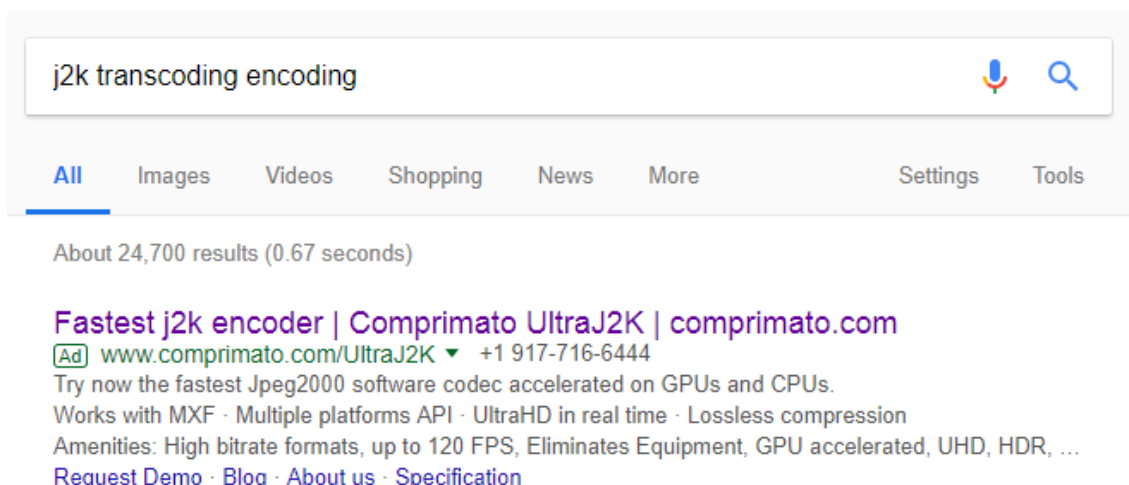 j2k transcoding encoding
All Images Videos Shopping News More Settings Tools
About 24,700 results (0.67 seconds)
Fastest j2k encoder | Comprimato UltraJ2K | comprimato.com
Ad www.comprimato.com/UltraJ2K ▼ +1 917-716-6444
Try now the fastest Jpeg2000 software codec accelerated on GPUs and CPUs.
Works with MXF · Multiple platforms API · UltraHD in real time · Lossless compression
Amenities: High bitrate formats, up to 120 FPS, Eliminates Equipment, GPU accelerated, UHD, HDR, ...
Request Demo · Blog · About us · Specification